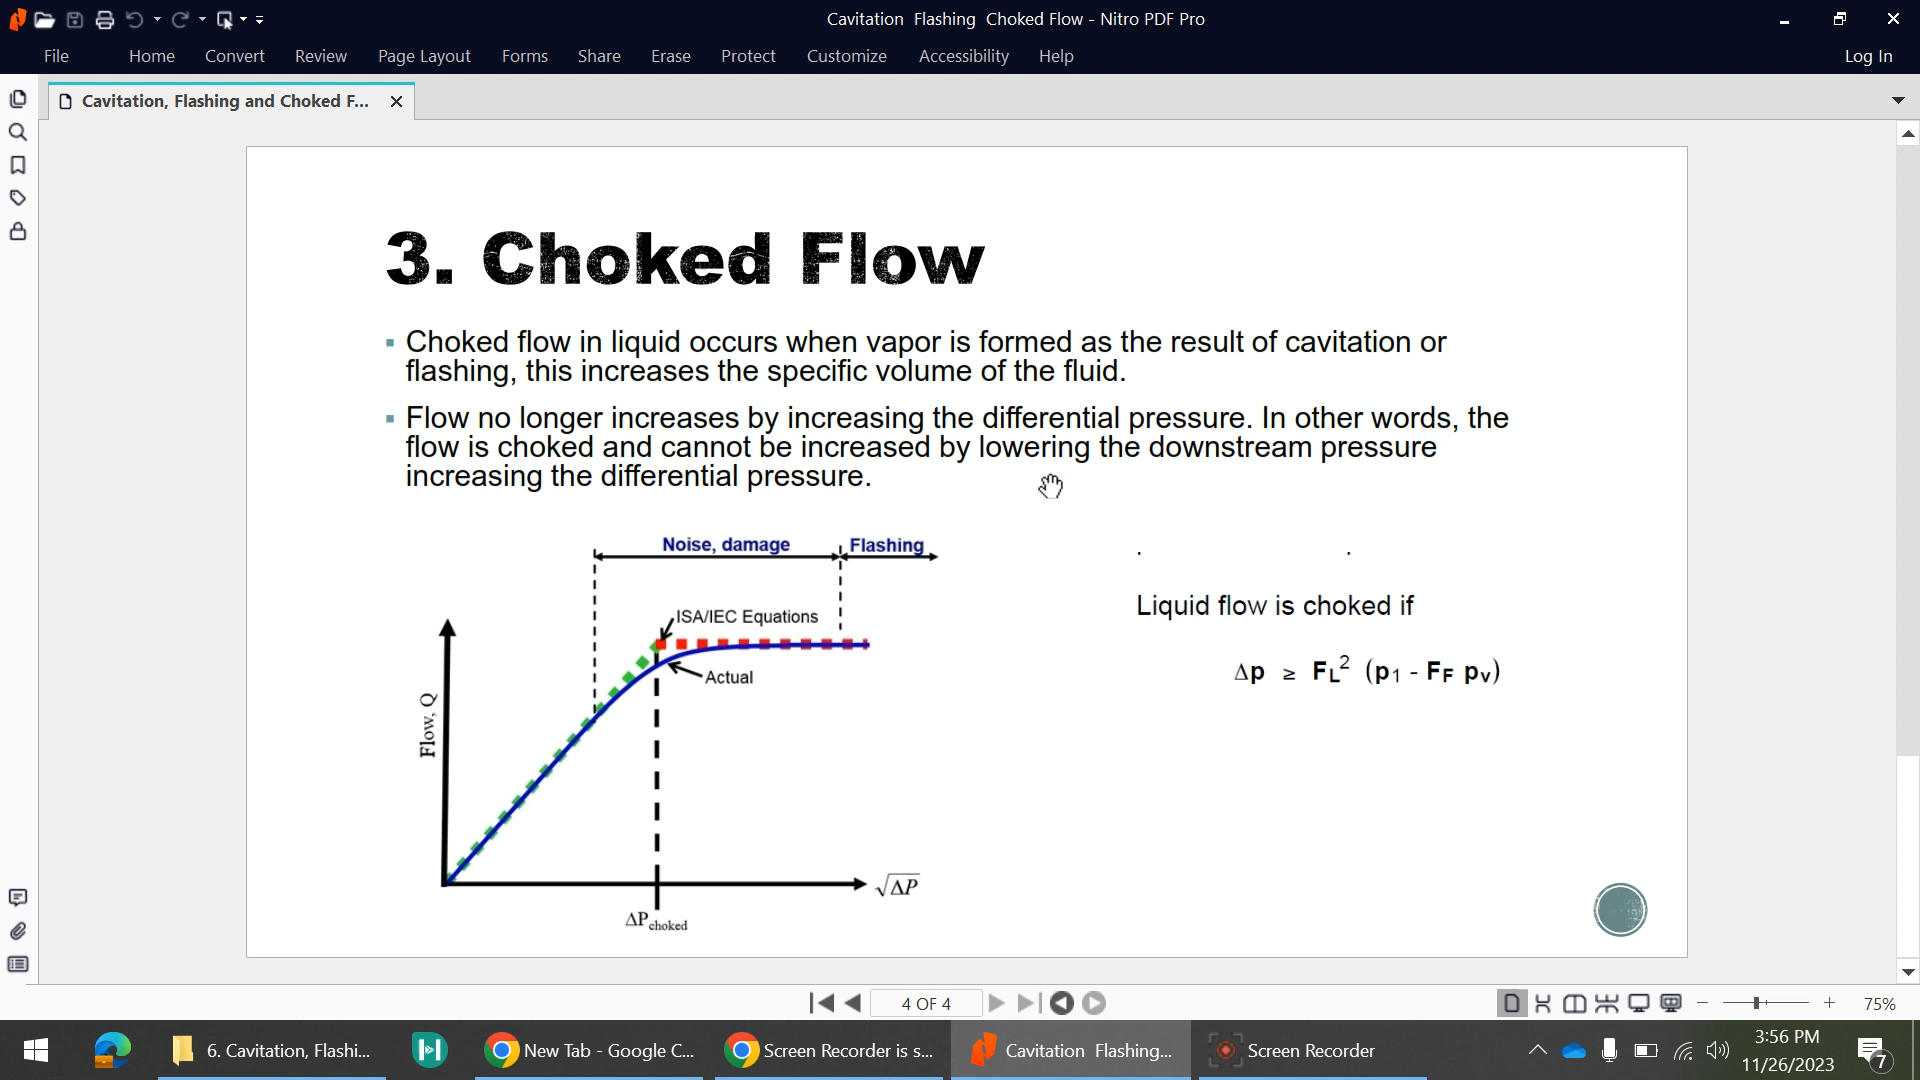 Cavitation Flashing Choked Flow - Nitro PDF Pro
File Home Convert Review Page Layout Forms Share Erase Protect Customize Accessibility Help Log In
Cavitation, Flashing and Choked F...
3. Choked Flow
▪ Choked flow in liquid occurs when vapor is formed as the result of cavitation or
flashing, this increases the specific volume of the fluid.
▪ Flow no longer increases by increasing the differential pressure. In other words, the
flow is choked and cannot be increased by lowering the downstream pressure
increasing the differential pressure.
Noise, damage Flashing
ISA/IEC Equations
Actual
Flow, Q
√ΔP
ΔPchoked
Liquid flow is choked if
Δp ≥ FL² (p1 - FF pv)
4 OF 4
75%
6. Cavitation, Flashi...
New Tab - Google C...
Screen Recorder is s...
Cavitation Flashing...
Screen Recorder
3:56 PM
11/26/2023
7